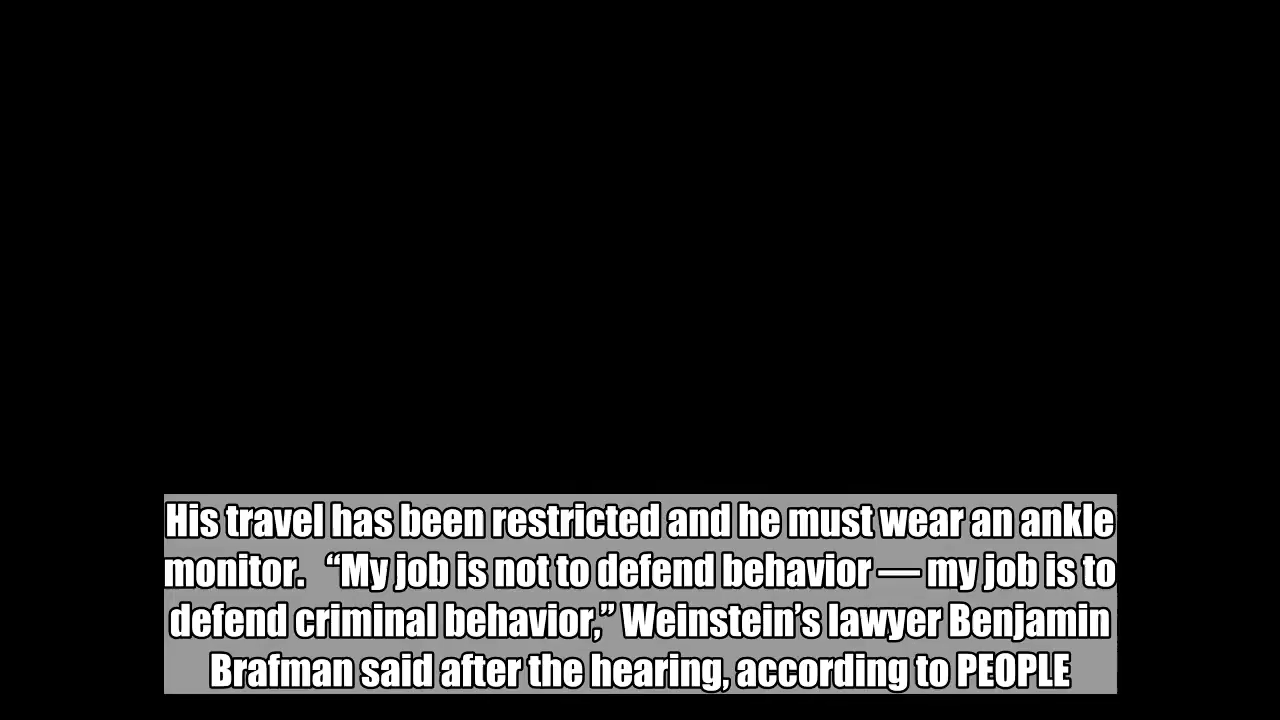 His travel has been restricted and he must wear an ankle
monitor.   “My job is not to defend behavior — my job is to
defend criminal behavior,” Weinstein’s lawyer Benjamin
Brafman said after the hearing, according to PEOPLE